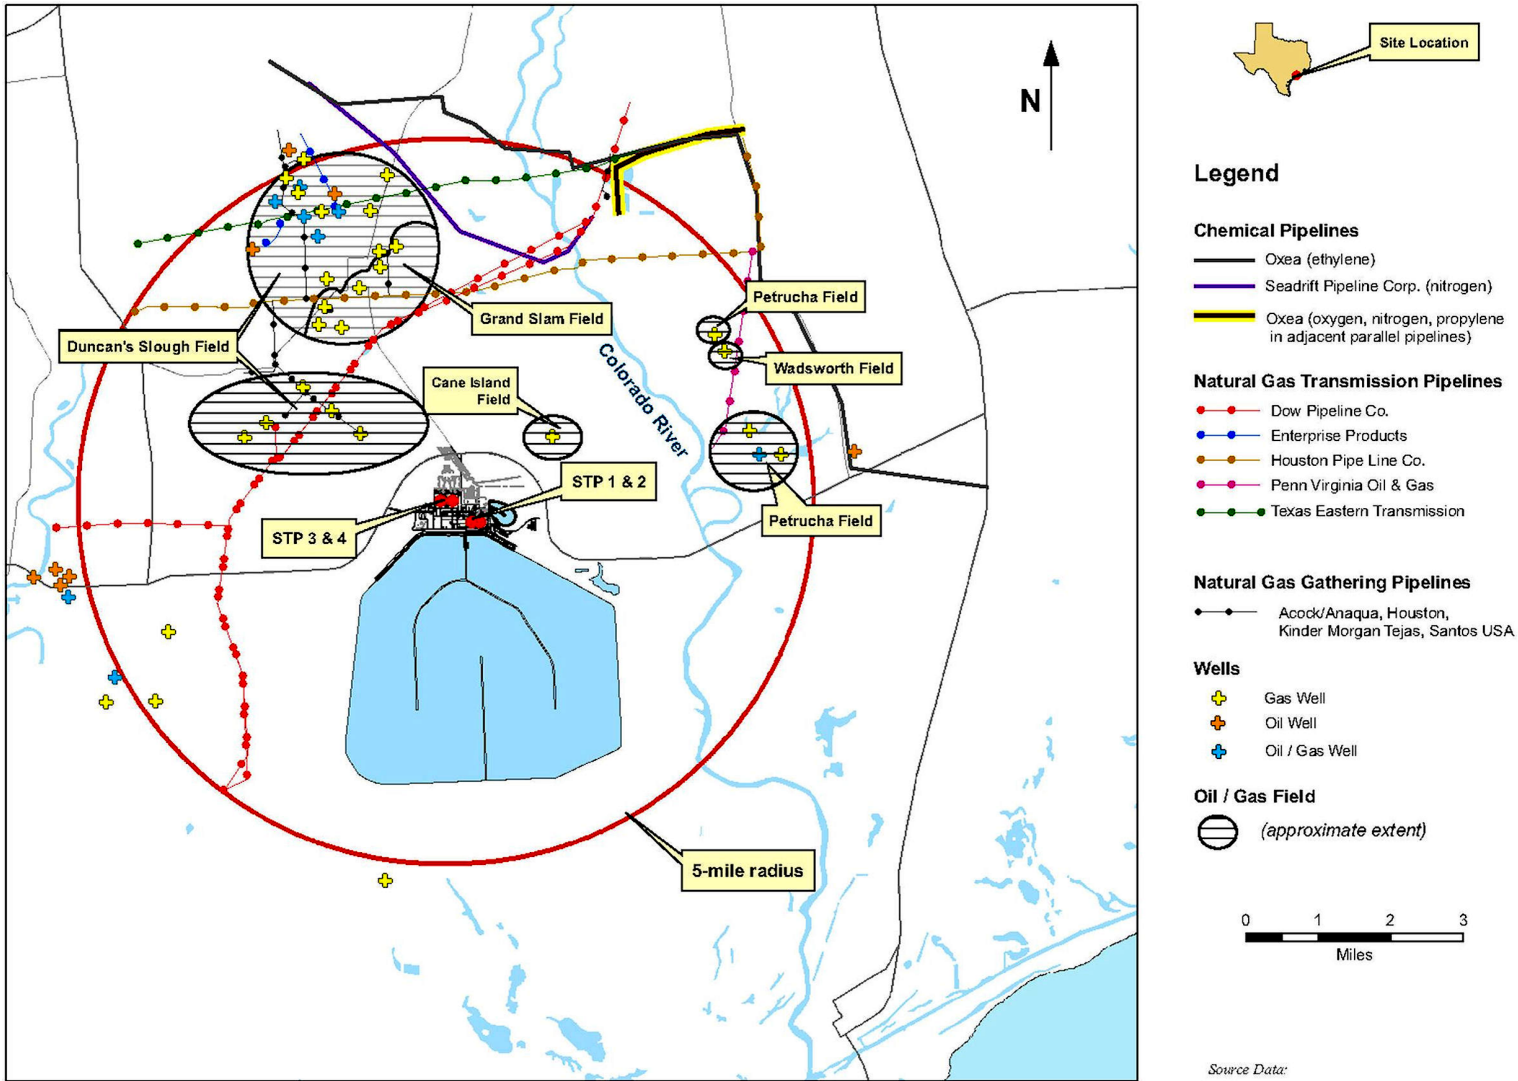 N
Petrucha Field
Grand Slam Field
Duncan's Slough Field
Wadsworth Field
Cane Island
Field
Colorado River
STP 1 & 2
STP 3 & 4
Petrucha Field
5-mile radius
Site Location
Legend
Chemical Pipelines
Oxea (ethylene)
Seadrift Pipeline Corp. (nitrogen)
Oxea (oxygen, nitrogen, propylene
in adjacent parallel pipelines)
Natural Gas Transmission Pipelines
Dow Pipeline Co.
Enterprise Products
Houston Pipe Line Co.
Penn Virginia Oil & Gas
Texas Eastern Transmission
Natural Gas Gathering Pipelines
Acock/Anaqua, Houston,
Kinder Morgan Tejas, Santos USA
Wells
Gas Well
Oil Well
Oil / Gas Well
Oil / Gas Field
(approximate extent)
0 1 2 3
Miles
Source Data: